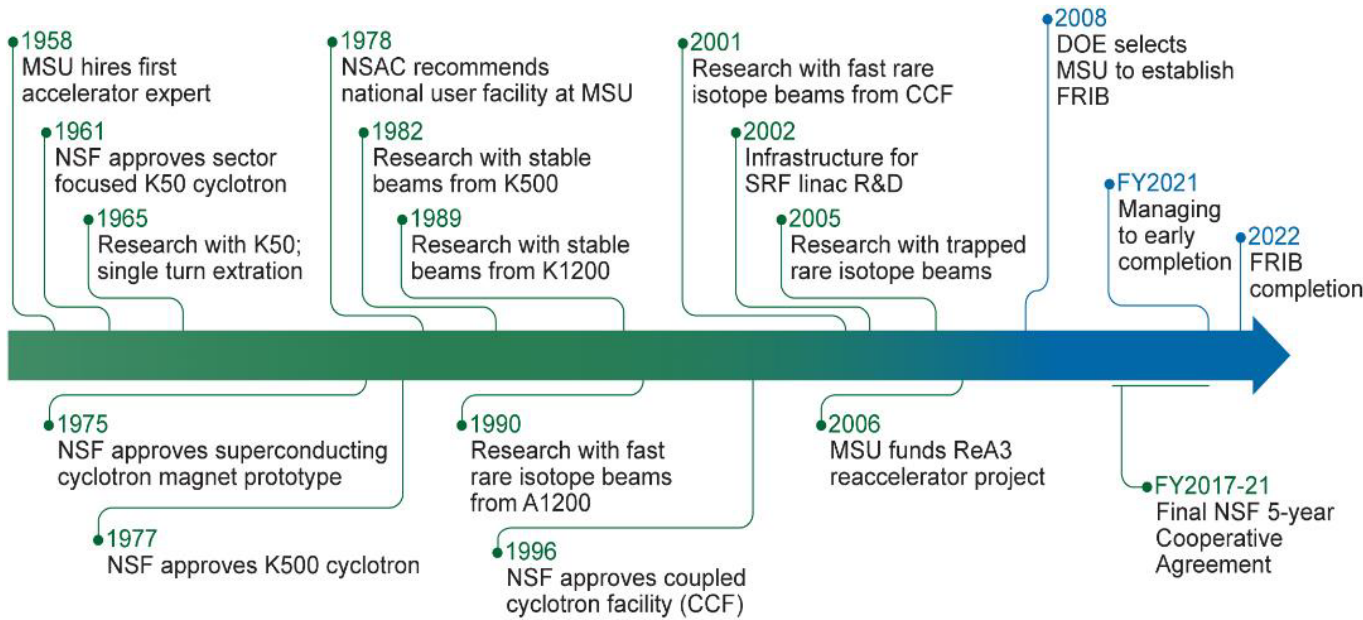 1958
MSU hires first
accelerator expert
1961
NSF approves sector
focused K50 cyclotron
1965
Research with K50;
single turn extration
1978
NSAC recommends
national user facility at MSU
1982
Research with stable
beams from K500
1989
Research with stable
beams from K1200
2001
Research with fast rare
isotope beams from CCF
2002
Infrastructure for
SRF linac R&D
2005
Research with trapped
rare isotope beams
2008
DOE selects
MSU to establish
FRIB
FY2021
Managing
to early
completion
2022
FRIB
completion
1975
NSF approves superconducting
cyclotron magnet prototype
1977
NSF approves K500 cyclotron
1990
Research with fast
rare isotope beams
from A1200
1996
NSF approves coupled
cyclotron facility (CCF)
2006
MSU funds ReA3
reaccelerator project
FY2017-21
Final NSF 5-year
Cooperative
Agreement